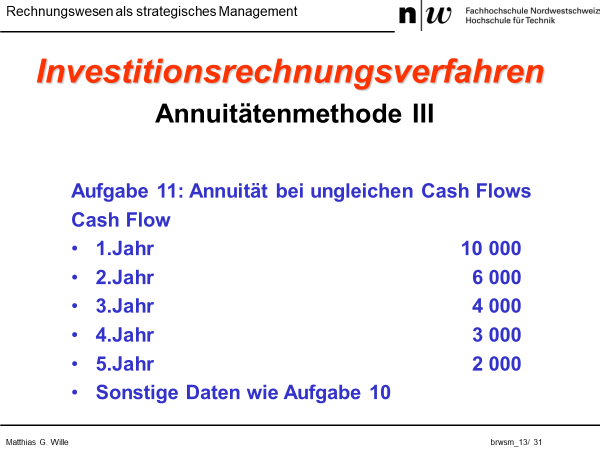 Rechnungswesen als strategisches Management
n|w Fachhochschule Nordwestschweiz
Hochschule für Technik
Investitionsrechnungsverfahren
Annuitätenmethode III
Aufgabe 11: Annuität bei ungleichen Cash Flows
Cash Flow
• 1.Jahr 10 000
• 2.Jahr 6 000
• 3.Jahr 4 000
• 4.Jahr 3 000
• 5.Jahr 2 000
• Sonstige Daten wie Aufgabe 10
Matthias G. Wille brwsm_13/ 31